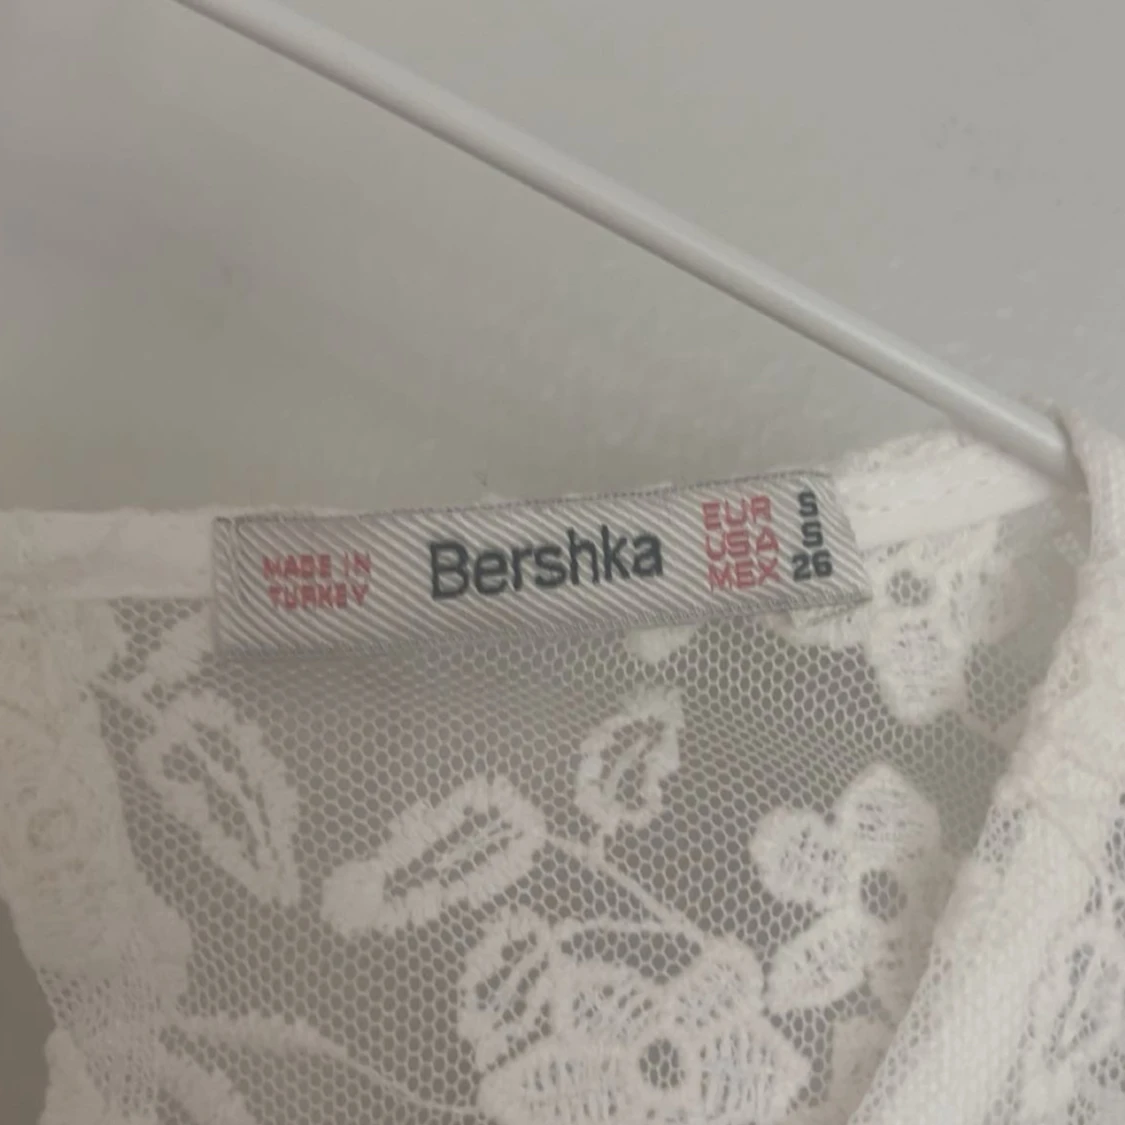 MADE IN
TURKEY
Bershka
EUR S
USA S
MEX 26